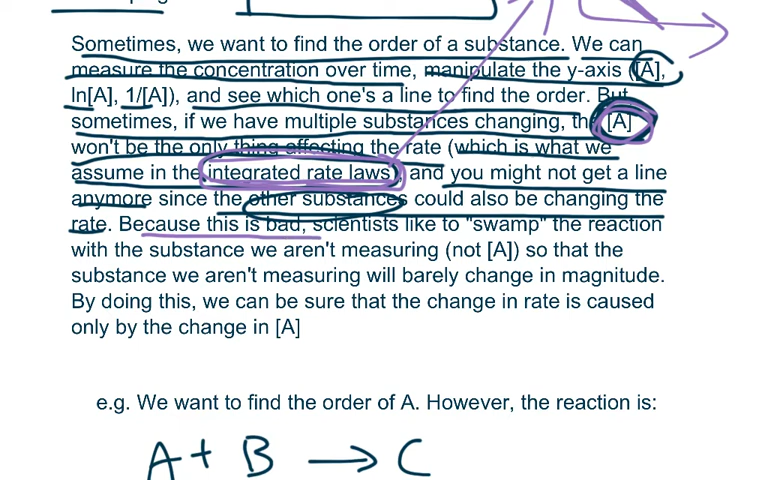 Sometimes, we want to find the order of a substance. We can
measure the concentration over time, manipulate the y-axis ([A],
ln[A], 1/[A]), and see which one's a line to find the order. But
sometimes, if we have multiple substances changing, the [A]
won't be the only thing affecting the rate (which is what we
assume in the integrated rate laws), and you might not get a line
anymore since the other substances could also be changing the
rate. Because this is bad, scientists like to "swamp" the reaction
with the substance we aren't measuring (not [A]) so that the
substance we aren't measuring will barely change in magnitude.
By doing this, we can be sure that the change in rate is caused
only by the change in [A]
e.g. We want to find the order of A. However, the reaction is:
A + B → C